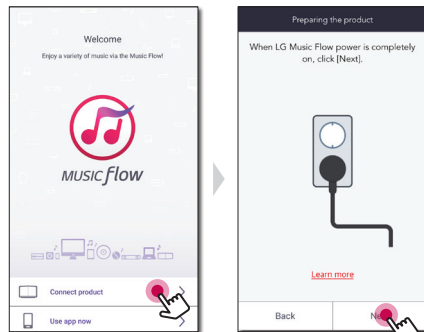 Welcome
Enjoy a variety of music via the Music Flow!
MUSIC flow
Connect product
Use app now
Preparing the product
When LG Music Flow power is completely
on, click [Next].
Learn more
Back